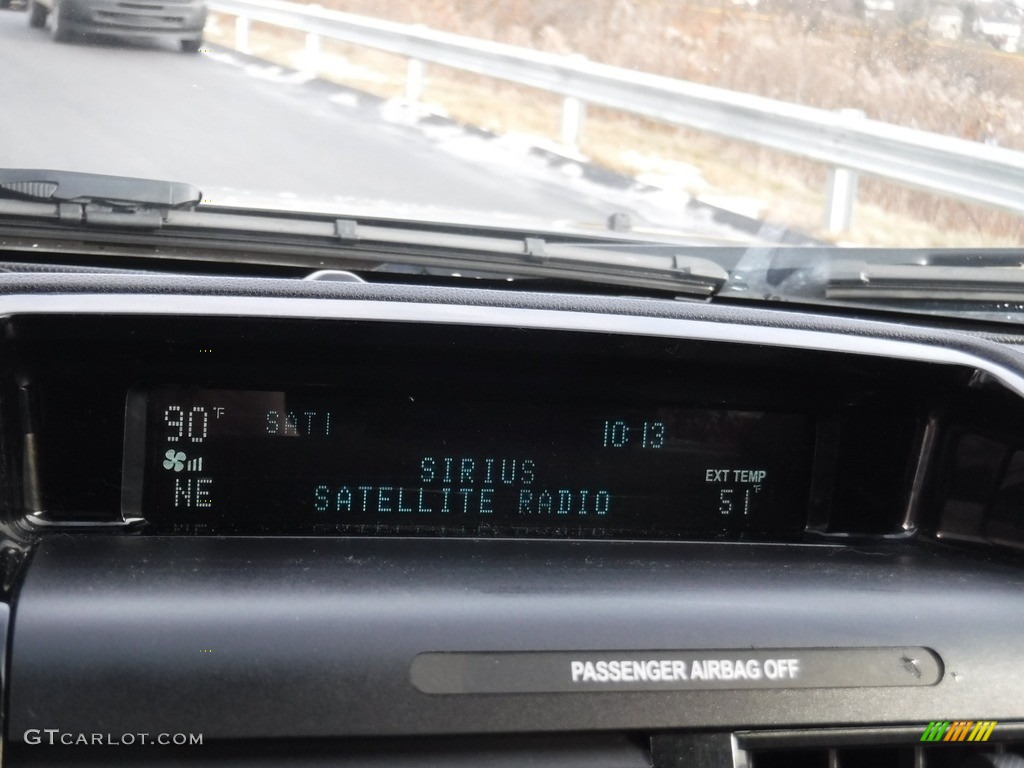 90°F SAT1 10:13
SIRIUS
EXT TEMP
NE SATELLITE RADIO 51°F
PASSENGER AIRBAG OFF
GTCARLOT.COM